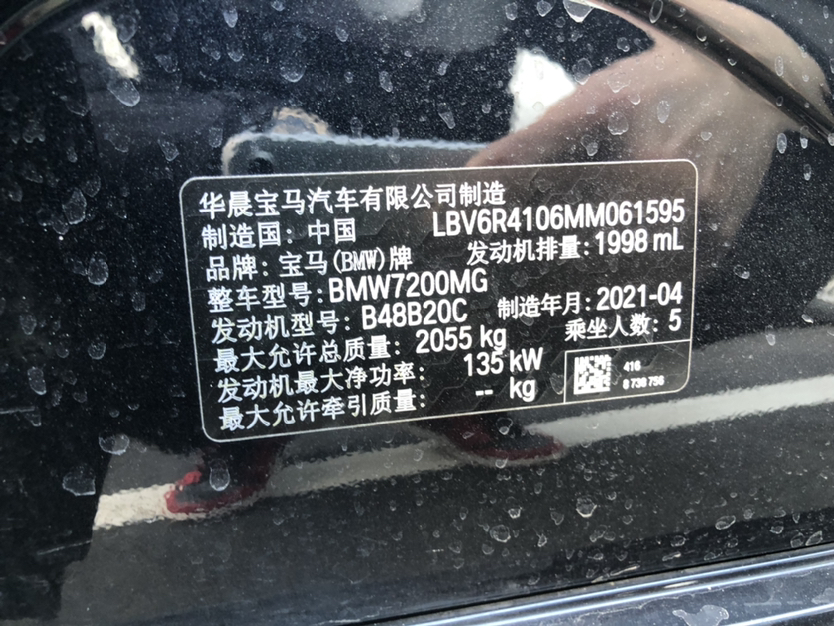 华晨宝马汽车有限公司制造
制造国：中国 LBV6R4106MM061595
品牌：宝马(BMW)牌 发动机排量：1998 mL
整车型号：BMW7200MG
发动机型号：B48B20C 制造年月：2021-04
最大允许总质量：2055 kg 乘坐人数：5
发动机最大净功率：135 kW
最大允许牵引质量：-- kg
416
8 738 756